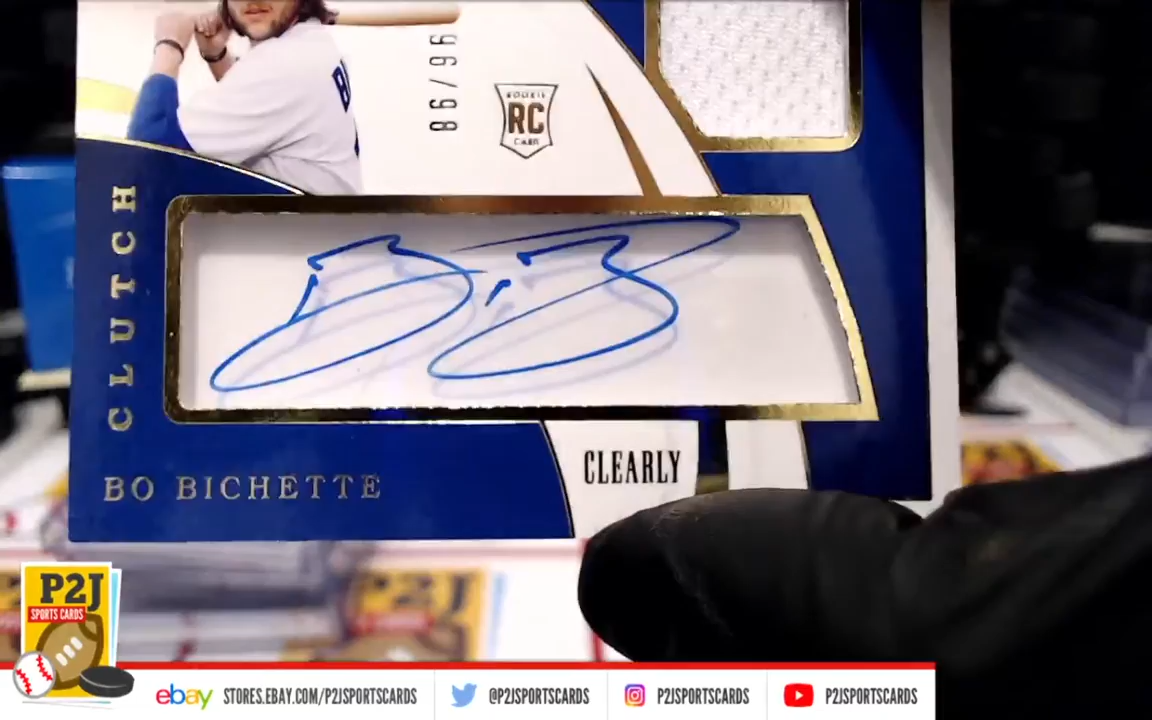 86/96
ROOKIE
RC
CARD
CLUTCH
BO BICHETTE
CLEARLY
P2J
SPORTS CARDS
ebay STORES.EBAY.COM/P2JSPORTSCARDS
@P2JSPORTSCARDS
P2JSPORTSCARDS
P2JSPORTSCARDS